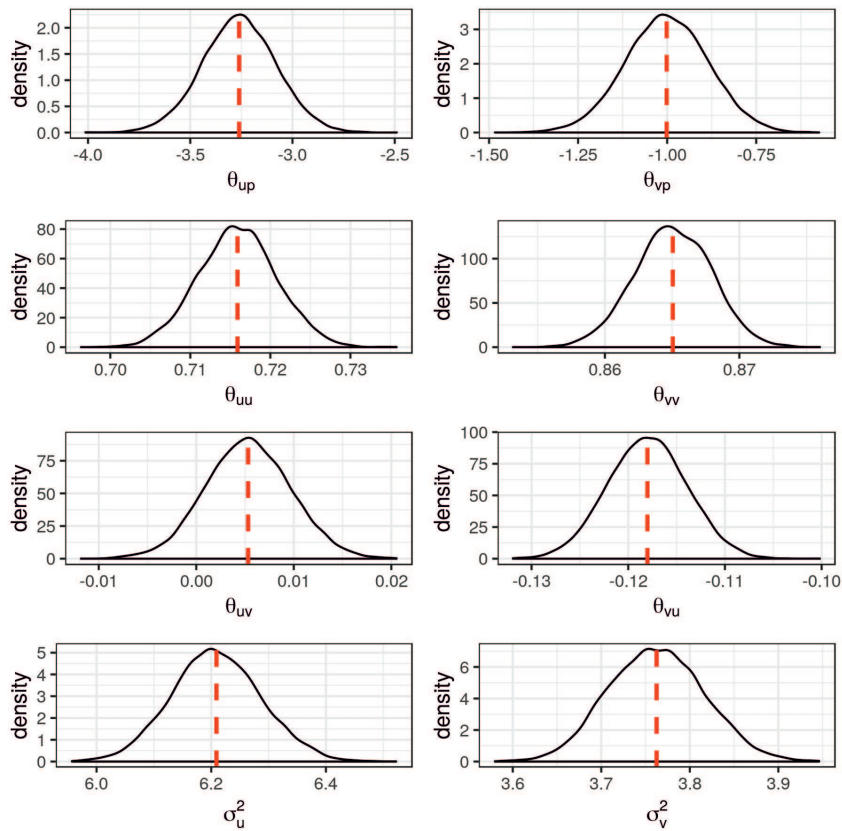 density
2.0
1.5
1.0
0.5
0.0
-4.0 -3.5 -3.0 -2.5
θup
density
3
2
1
0
-1.50 -1.25 -1.00 -0.75
θvp
density
80
60
40
20
0
0.70 0.71 0.72 0.73
θuu
density
100
50
0
0.86 0.87
θvv
density
75
50
25
0
-0.01 0.00 0.01 0.02
θuv
density
100
75
50
25
0
-0.13 -0.12 -0.11 -0.10
θvu
density
5
4
3
2
1
0
6.0 6.2 6.4
σ²u
density
6
4
2
0
3.6 3.7 3.8 3.9
σ²v